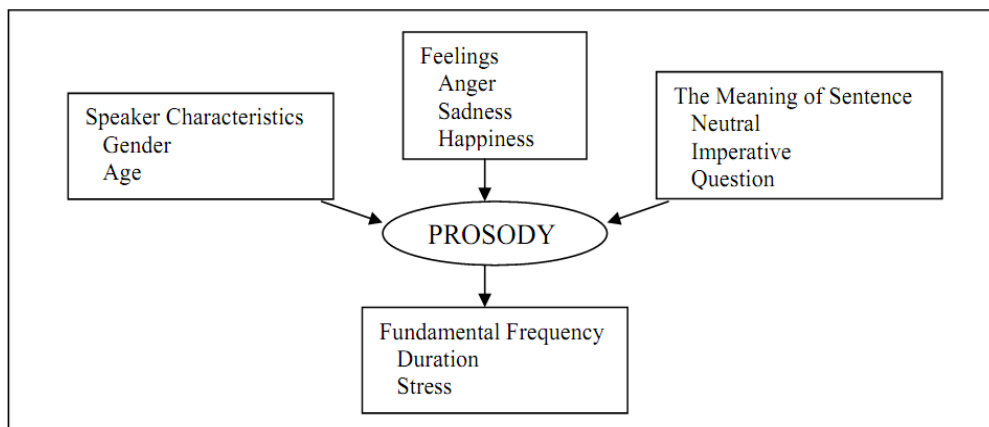 Speaker Characteristics
Gender
Age
Feelings
Anger
Sadness
Happiness
The Meaning of Sentence
Neutral
Imperative
Question
PROSODY
Fundamental Frequency
Duration
Stress